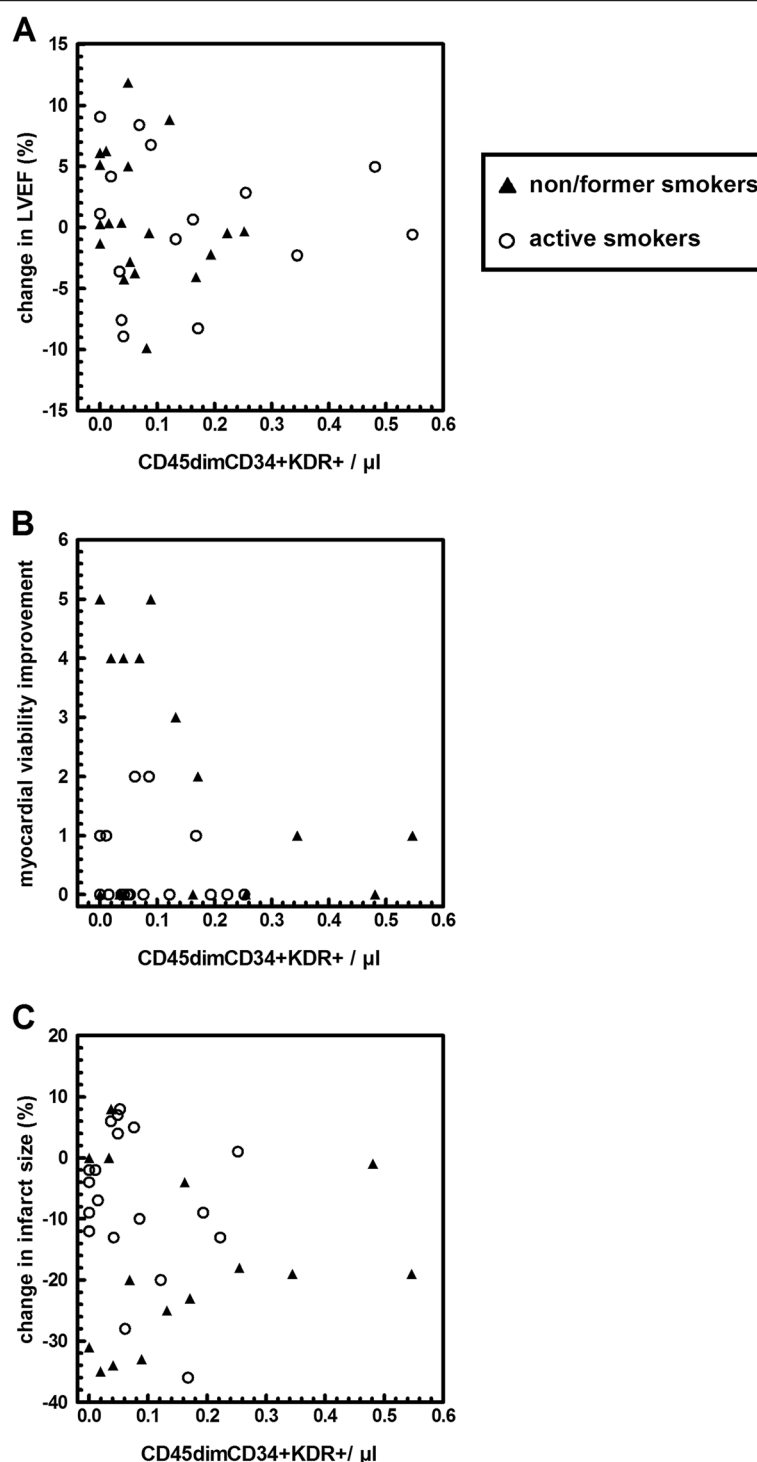 A
15
10
5
0
-5
-10
-15
change in LVEF (%)
0.0 0.1 0.2 0.3 0.4 0.5 0.6
CD45dimCD34+KDR+ / µl
non/former smokers
active smokers
B
6
5
4
3
2
1
0
myocardial viability improvement
0.0 0.1 0.2 0.3 0.4 0.5 0.6
CD45dimCD34+KDR+ / µl
C
20
10
0
-10
-20
-30
-40
change in infarct size (%)
0.0 0.1 0.2 0.3 0.4 0.5 0.6
CD45dimCD34+KDR+/ µl